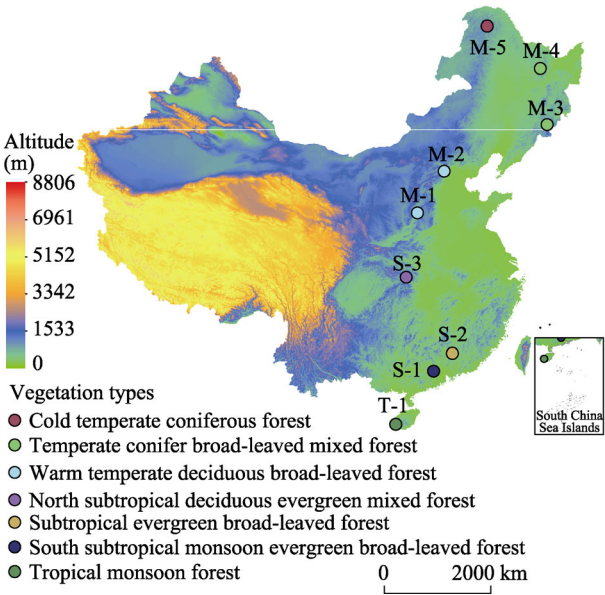 M-5
M-4
M-3
Altitude
(m)
M-2
8806
6961
M-1
5152
3342
S-3
1533
S-2
0
S-1
Vegetation types
T-1
South China
Sea Islands
Cold temperate coniferous forest
Temperate conifer broad-leaved mixed forest
Warm temperate deciduous broad-leaved forest
North subtropical deciduous evergreen mixed forest
Subtropical evergreen broad-leaved forest
South subtropical monsoon evergreen broad-leaved forest
Tropical monsoon forest
0 2000 km